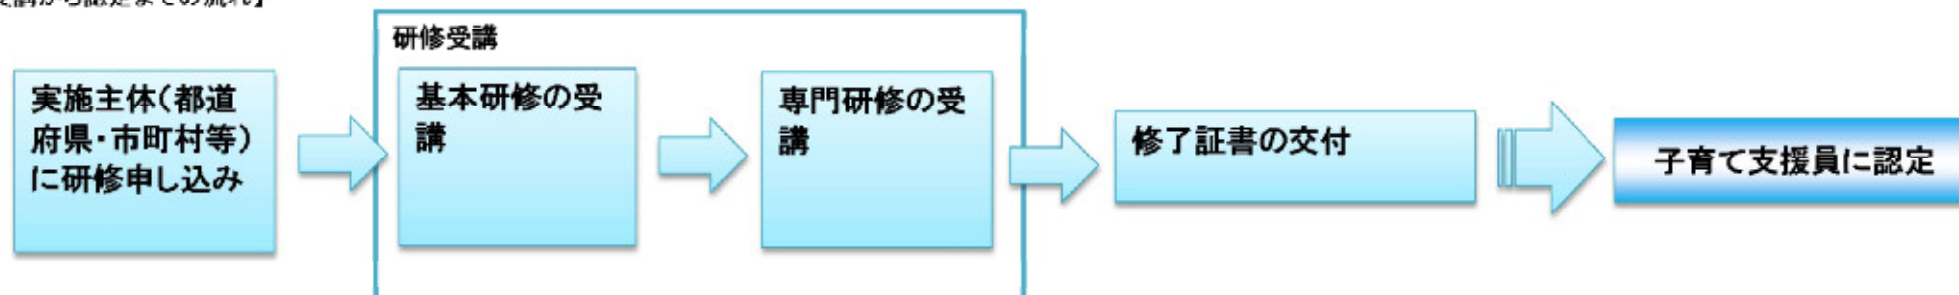 研修受講
実施主体(都道
府県・市町村等)
に研修申し込み
基本研修の受
講
専門研修の受
講
修了証書の交付
子育て支援員に認定